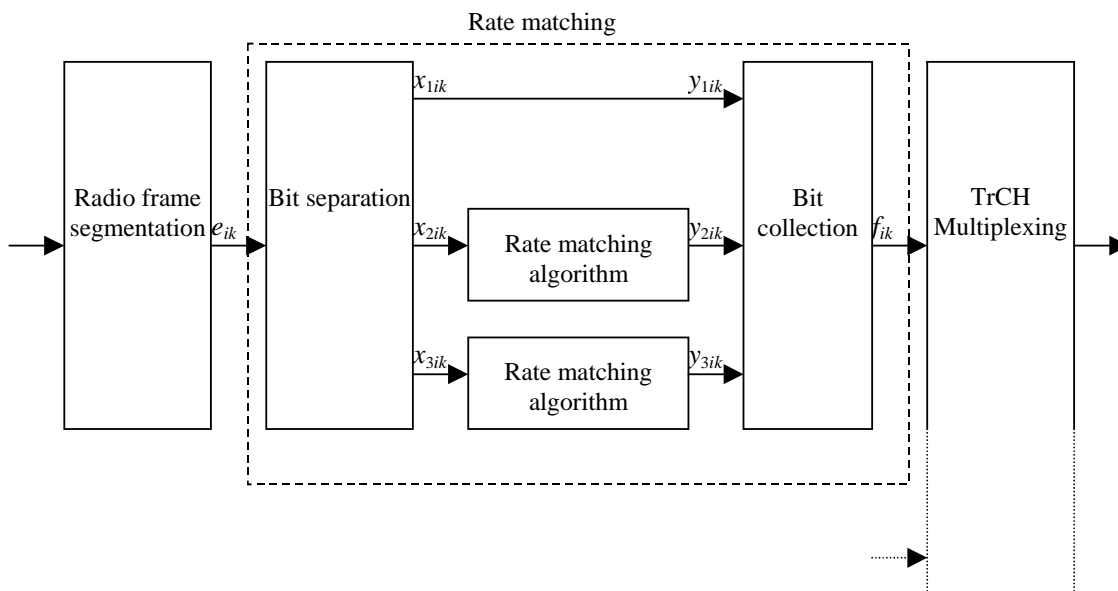 Rate matching
x1ik
y1ik
Radio frame
segmentation
eik
Bit separation
x2ik
Rate matching
algorithm
y2ik
Bit
collection
fik
TrCH
Multiplexing
x3ik
Rate matching
algorithm
y3ik